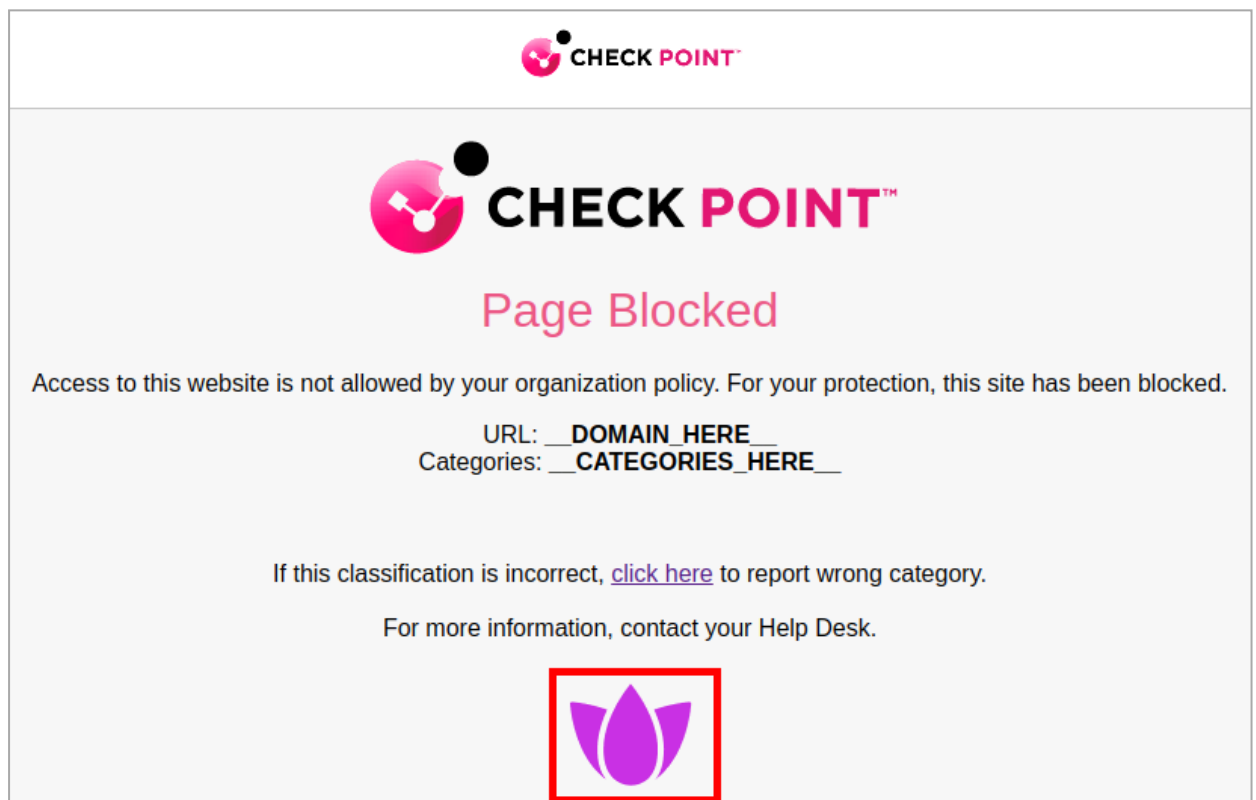 CHECK POINT™
CHECK POINT™
Page Blocked
Access to this website is not allowed by your organization policy. For your protection, this site has been blocked.
URL: __DOMAIN_HERE__
Categories: __CATEGORIES_HERE__
If this classification is incorrect, click here to report wrong category.
For more information, contact your Help Desk.